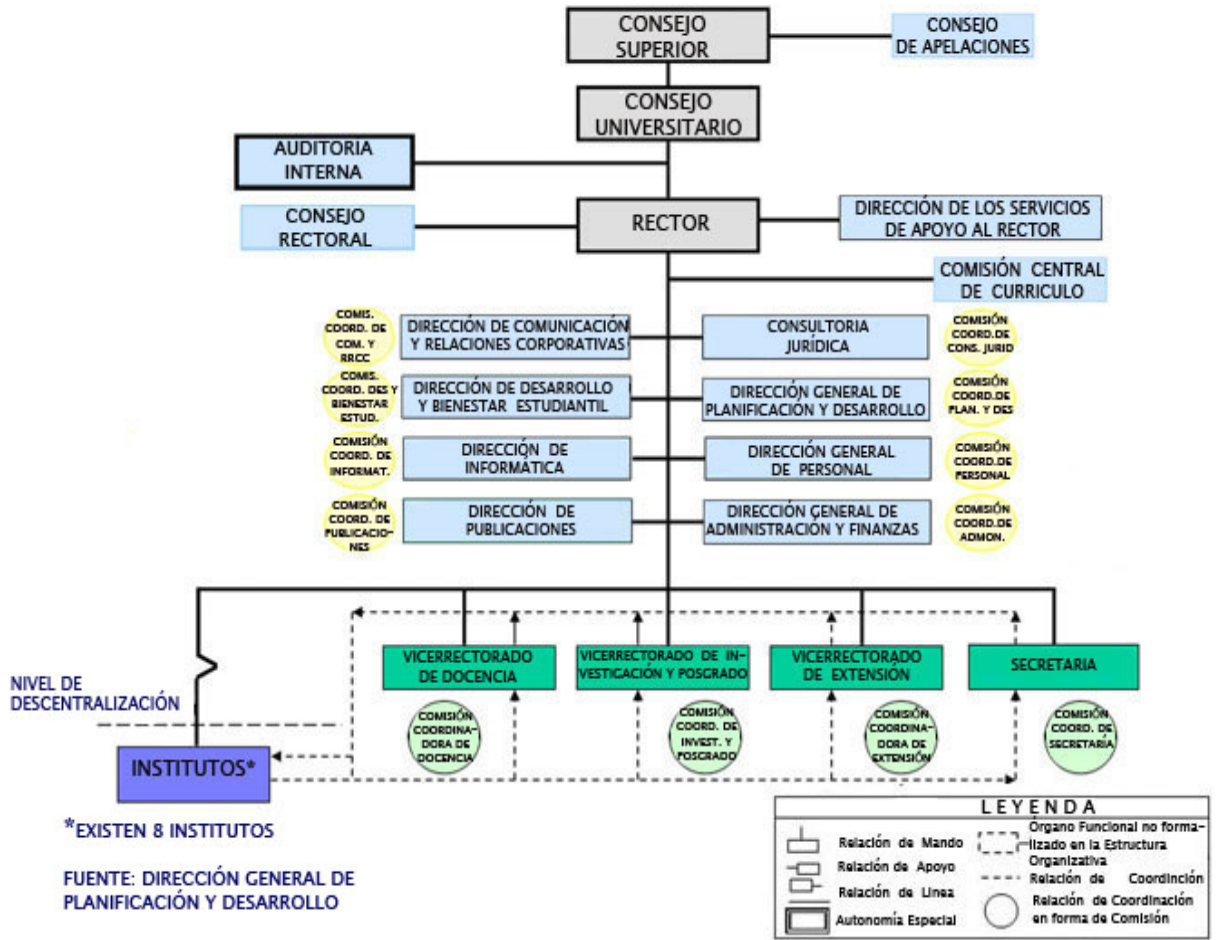 CONSEJO
SUPERIOR
CONSEJO
DE APELACIONES
CONSEJO
UNIVERSITARIO
AUDITORIA
INTERNA
CONSEJO
RECTORAL
RECTOR
DIRECCIÓN DE LOS SERVICIOS
DE APOYO AL RECTOR
COMISIÓN CENTRAL
DE CURRICULO
COMIS.
COORD. DE
COM. Y
RRCC
DIRECCIÓN DE COMUNICACIÓN
Y RELACIONES CORPORATIVAS
CONSULTORIA
JURÍDICA
COMISIÓN
COORD.DE
CONS. JURID
COMIS.
COORD. DES Y
BIENESTAR
ESTUD.
DIRECCIÓN DE DESARROLLO
Y BIENESTAR ESTUDIANTIL
DIRECCIÓN GENERAL DE
PLANIFICACIÓN Y DESARROLLO
COMISIÓN
COORD.DE
PLAN. Y DES
COMISIÓN
COORD. DE
INFORMAT.
DIRECCIÓN DE
INFORMÁTICA
DIRECCIÓN GENERAL
DE PERSONAL
COMISIÓN
COORD.DE
PERSONAL
COMISIÓN
COORD. DE
PUBLICACIO-
NES
DIRECCIÓN DE
PUBLICACIONES
DIRECCIÓN GENERAL DE
ADMINISTRACIÓN Y FINANZAS
COMISIÓN
COORD.DE
ADMON.
VICERRECTORADO
DE DOCENCIA
VICERRECTORADO DE IN-
VESTIGACIÓN Y POSGRADO
VICERRECTORADO
DE EXTENSIÓN
SECRETARIA
NIVEL DE
DESCENTRALIZACIÓN
COMISIÓN
COORDINA-
DORA DE
DOCENCIA
COMISIÓN
COORD. DE
INVEST. Y
POSGRADO
COMISIÓN
COORDINA-
DORA DE
EXTENSIÓN
COMISIÓN
COORD. DE
SECRETARÍA
INSTITUTOS*
*EXISTEN 8 INSTITUTOS
FUENTE: DIRECCIÓN GENERAL DE
PLANIFICACIÓN Y DESARROLLO
LEYENDA
Relación de Mando
Relación de Apoyo
Relación de Linea
Autonomía Especial
Órgano Funcional no forma-
lizado en la Estructura
Organizativa
Relación de Coordinción
Relación de Coordinación
en forma de Comisión